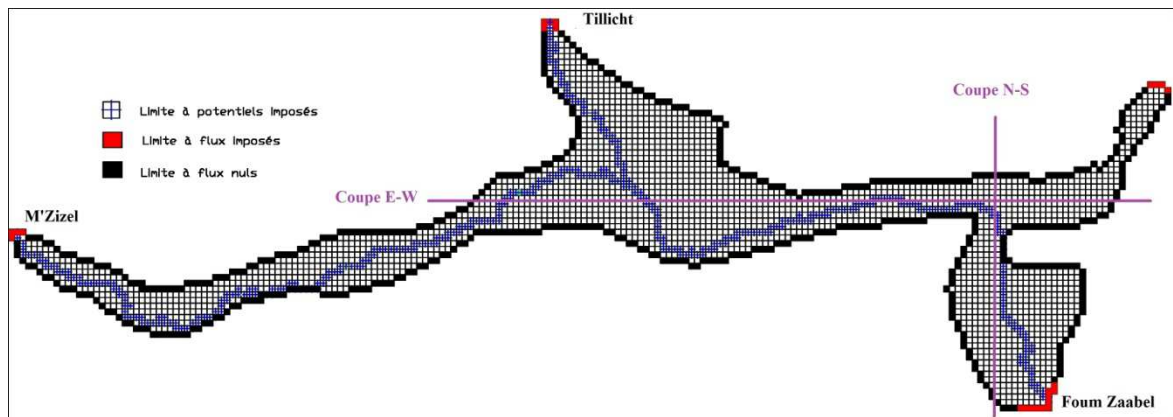 Tillicht
Coupe N-S
Limite à potentiels imposés
Limite à flux imposés
Limite à flux nuls
Coupe E-W
M'Zizel
Foum Zaabel